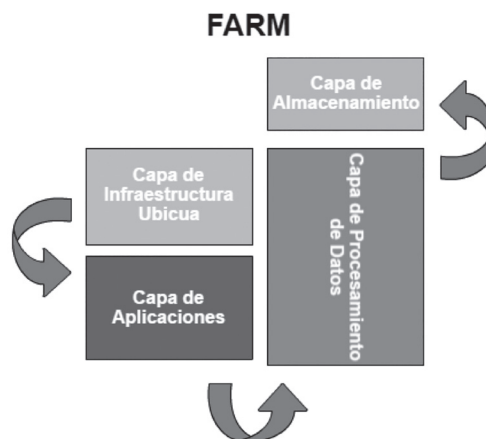 FARM
Capa de
Almacenamiento
Capa de
Infraestructura
Ubicua
Capa de Procesamiento
de Datos
Capa de
Aplicaciones